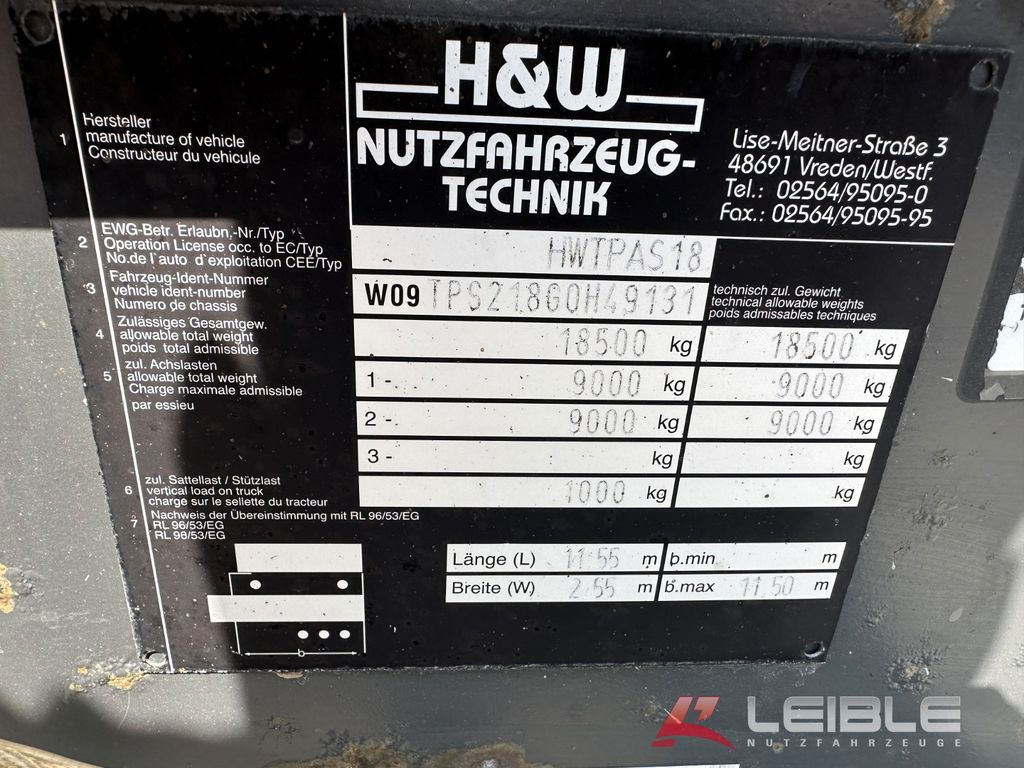 H&W
NUTZFAHRZEUG-
TECHNIK
Lise-Meitner-Straße 3
48691 Vreden/Westf.
Tel.: 02564/95095-0
Fax.: 02564/95095-95
1 Hersteller
manufacture of vehicle
Constructeur du vehicule
2 EWG-Betr. Erlaubn.-Nr./Typ
Operation License occ. to EC/Typ
No.de l'auto d'exploitation CEE/Typ
HWTPAS18
3 Fahrzeug-Ident-Nummer
vehicle ident-number
Numero de chassis
W09TPS218G0H49131
technisch zul. Gewicht
technical allowable weights
poids admissables techniques
4 Zulässiges Gesamtgew.
allowable total weight
poids total admissible
18500 kg 18500 kg
5 zul. Achslasten
allowable total weight
Charge maximale admissible
par essieu
1 - 9000 kg 9000 kg
2 - 9000 kg 9000 kg
3 - kg kg
6 zul. Sattellast / Stützlast
vertical load on truck
charge sur le sellette du tracteur
1000 kg kg
7 Nachweis der Übereinstimmung mit RL 96/53/EG
RL 96/53/EG
RL 96/53/EG
Länge (L) 11.55 m b.min m
Breite (W) 2.55 m b.max 11.50 m
b
LEIBLE
NUTZFAHRZEUGE